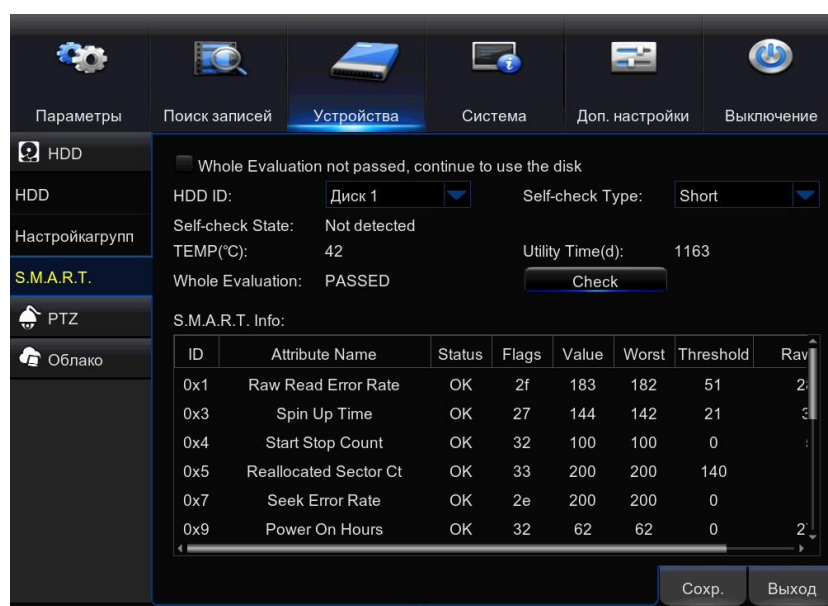 Параметры Поиск записей Устройства Система Доп. настройки Выключение
HDD
HDD
Настройкагрупп
S.M.A.R.T.
PTZ
Облако
Whole Evaluation not passed, continue to use the disk
HDD ID: Диск 1 Self-check Type: Short
Self-check State: Not detected
TEMP(°C): 42 Utility Time(d): 1163
Whole Evaluation: PASSED Check
S.M.A.R.T. Info:
ID Attribute Name Status Flags Value Worst Threshold
0x1 Raw Read Error Rate OK 2f 183 182 51
0x3 Spin Up Time OK 27 144 142 21
0x4 Start Stop Count OK 32 100 100 0
0x5 Reallocated Sector Ct OK 33 200 200 140
0x7 Seek Error Rate OK 2e 200 200 0
0x9 Power On Hours OK 32 62 62 0
Сохр. Выход